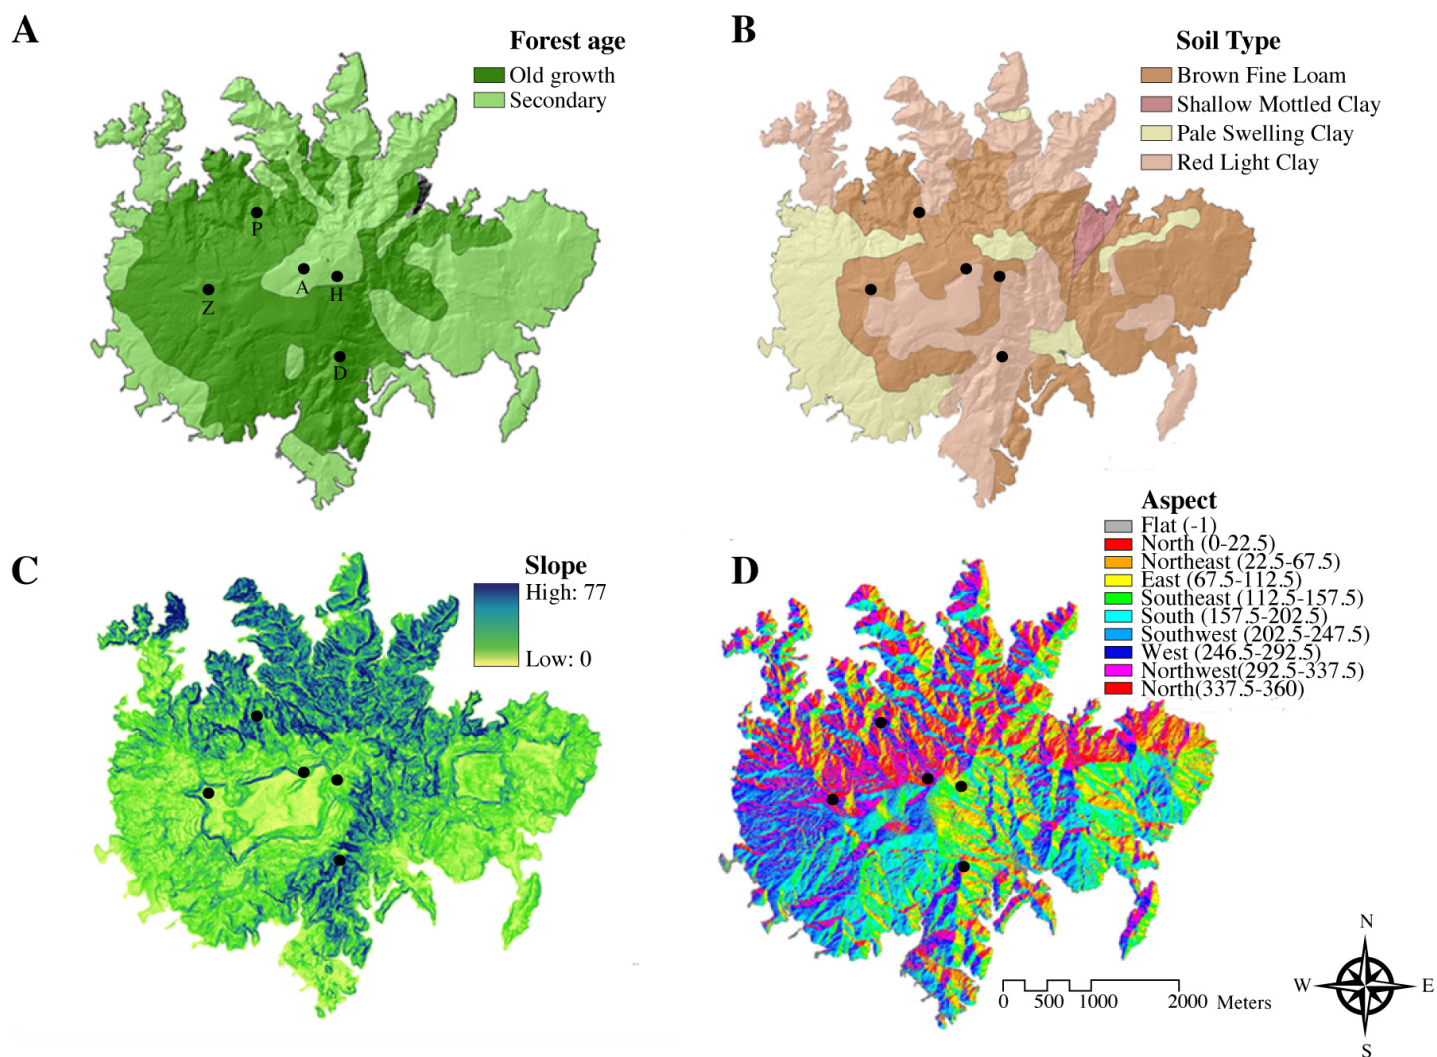 A
Forest age
Old growth
Secondary
P
A
H
Z
D
B
Soil Type
Brown Fine Loam
Shallow Mottled Clay
Pale Swelling Clay
Red Light Clay
C
Slope
High: 77
Low: 0
D
Aspect
Flat (-1)
North (0-22.5)
Northeast (22.5-67.5)
East (67.5-112.5)
Southeast (112.5-157.5)
South (157.5-202.5)
Southwest (202.5-247.5)
West (246.5-292.5)
Northwest(292.5-337.5)
North(337.5-360)
0 500 1000 2000 Meters
N
W E
S